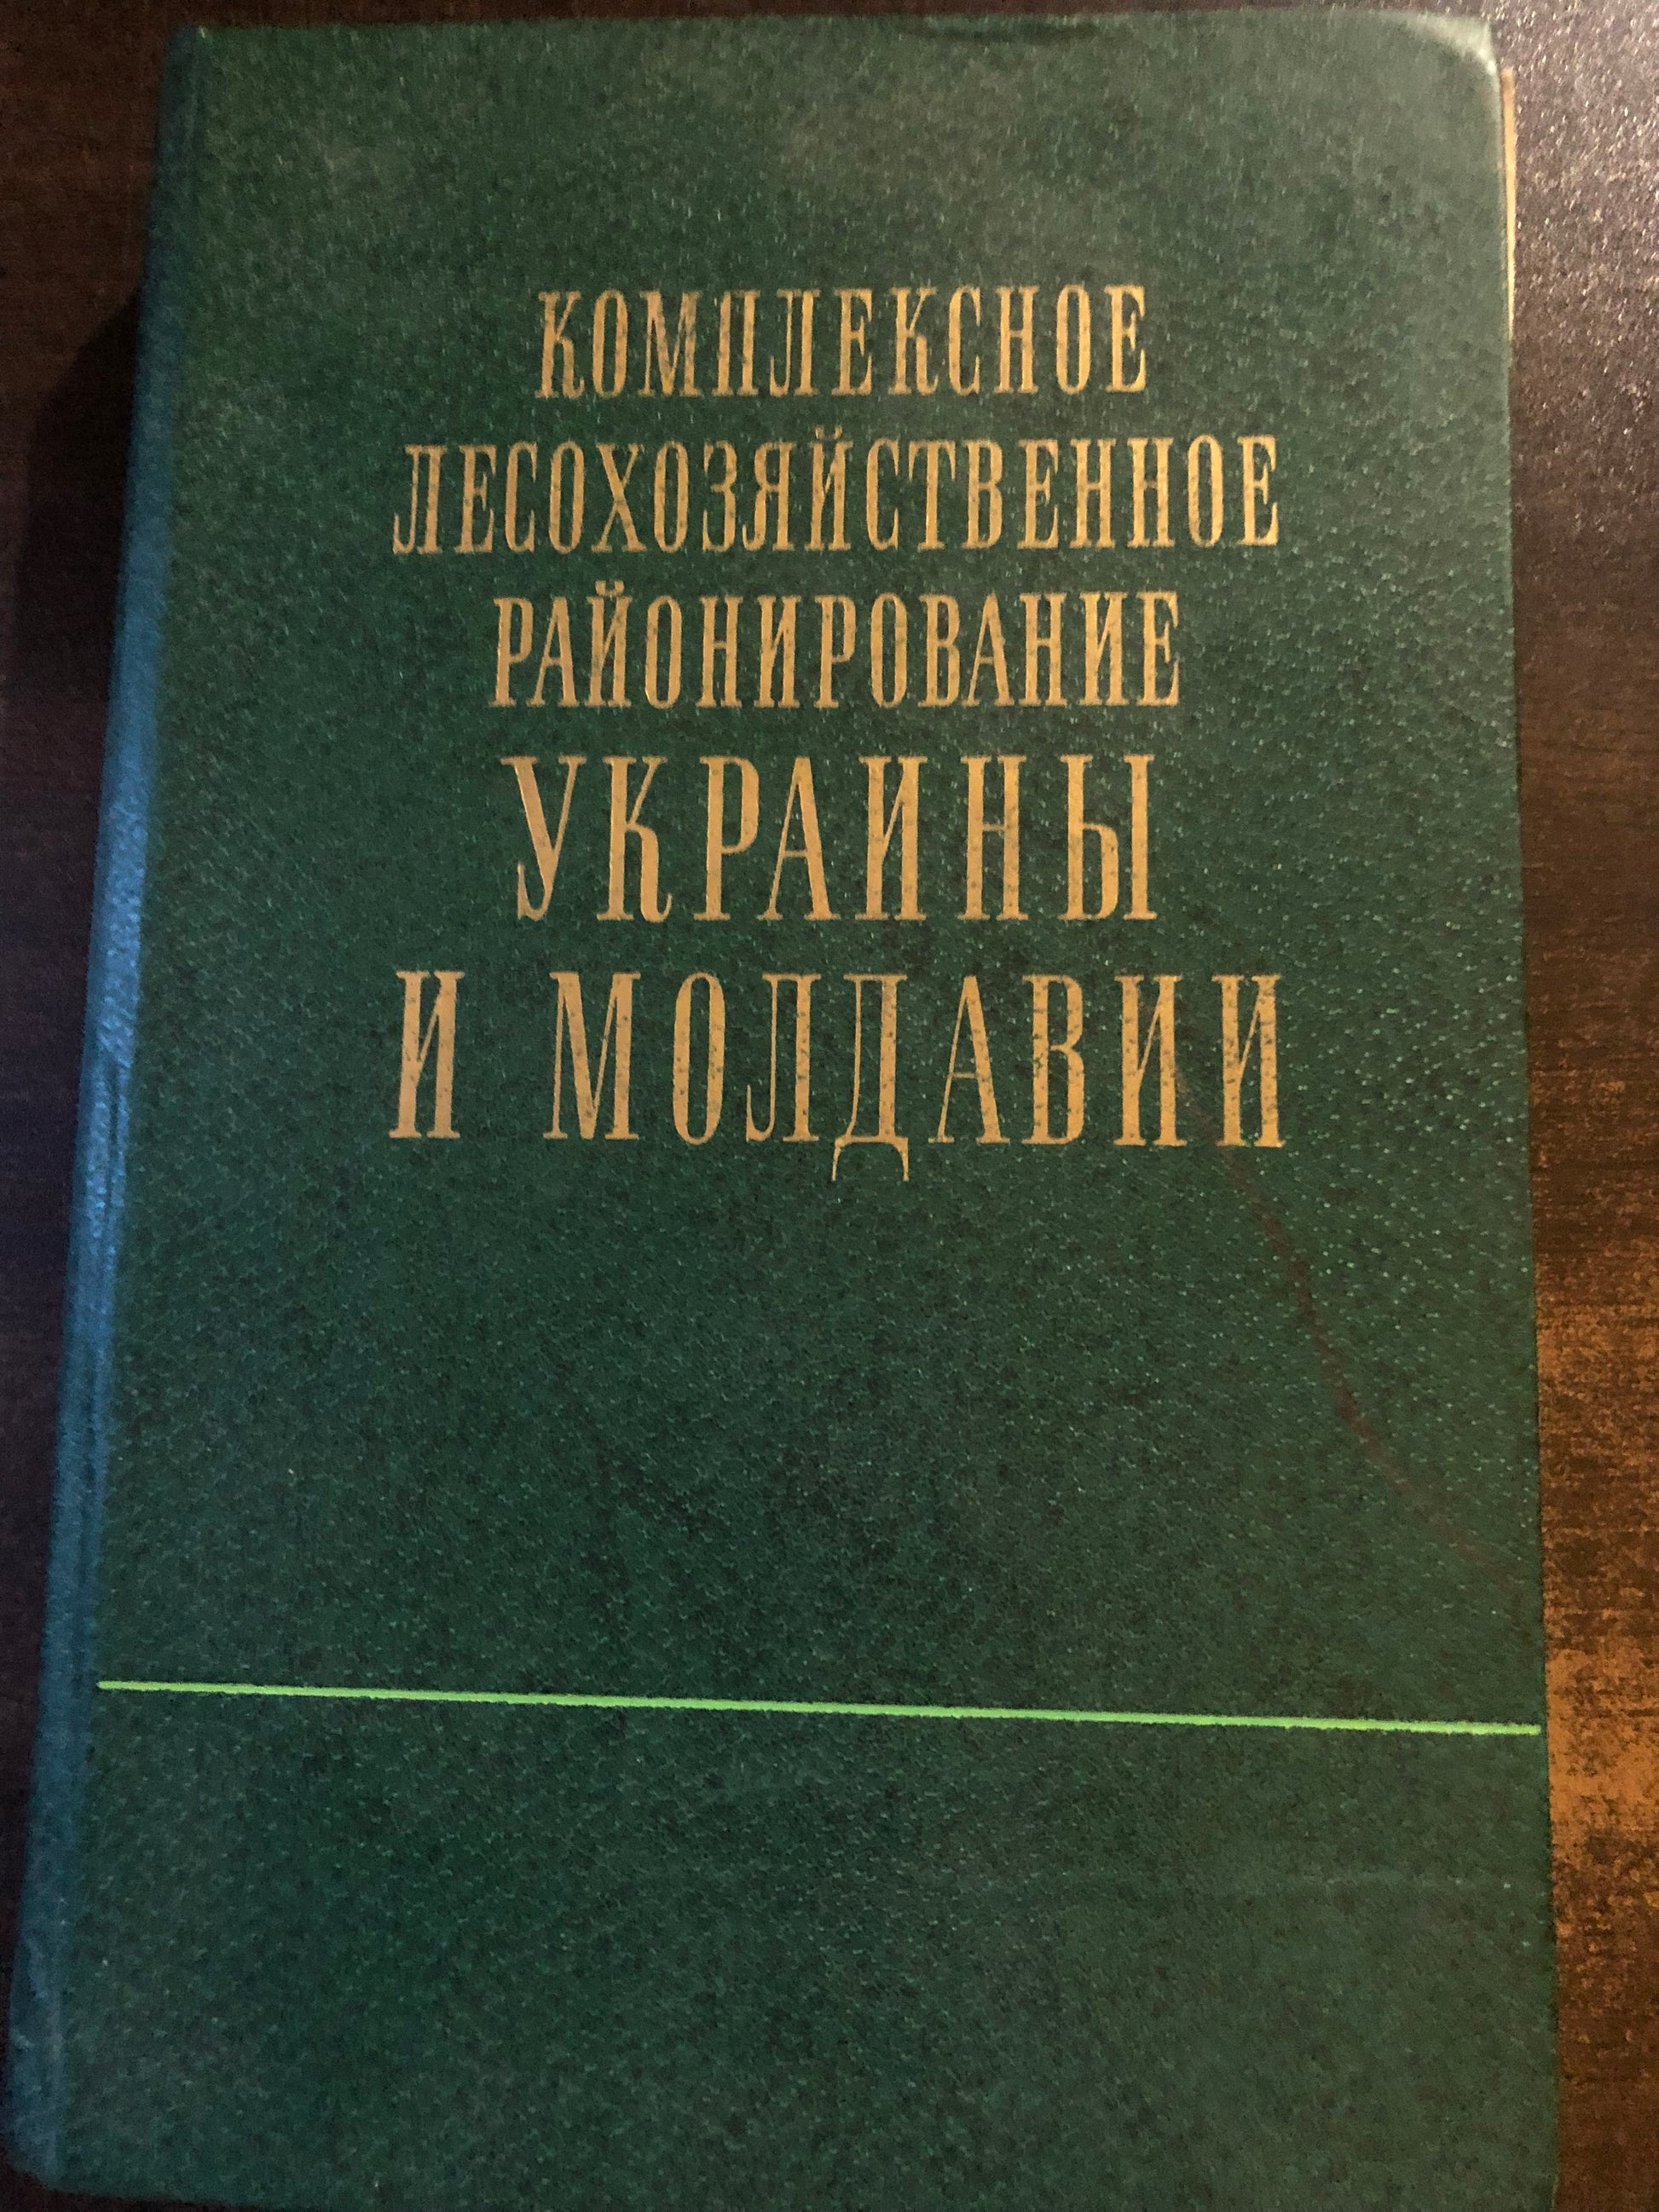 КОМПЛЕКСНОЕ
ЛЕСОХОЗЯЙСТВЕННОЕ
РАЙОНИРОВАНИЕ
УКРАИНЫ
И МОЛДАВИИ